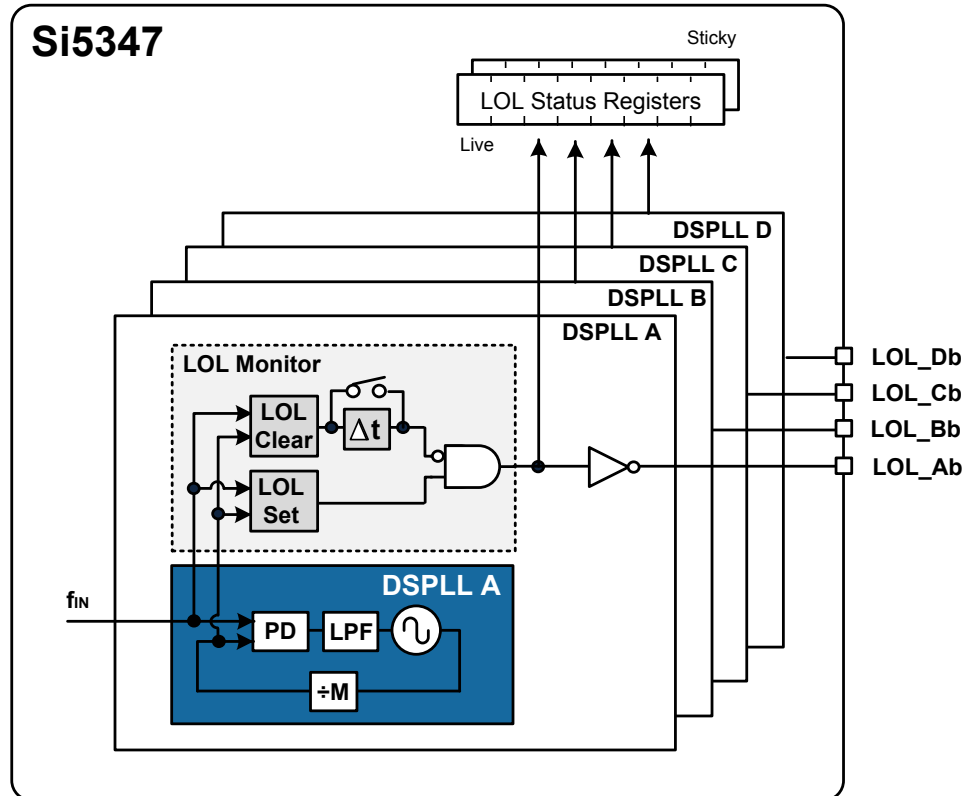 Si5347
Sticky
LOL Status Registers
Live
DSPLL D
DSPLL C
DSPLL B
DSPLL A
LOL Monitor
LOL
Clear
Δt
LOL
Set
LOL_Db
LOL_Cb
LOL_Bb
LOL_Ab
DSPLL A
fIN
PD
LPF
÷M